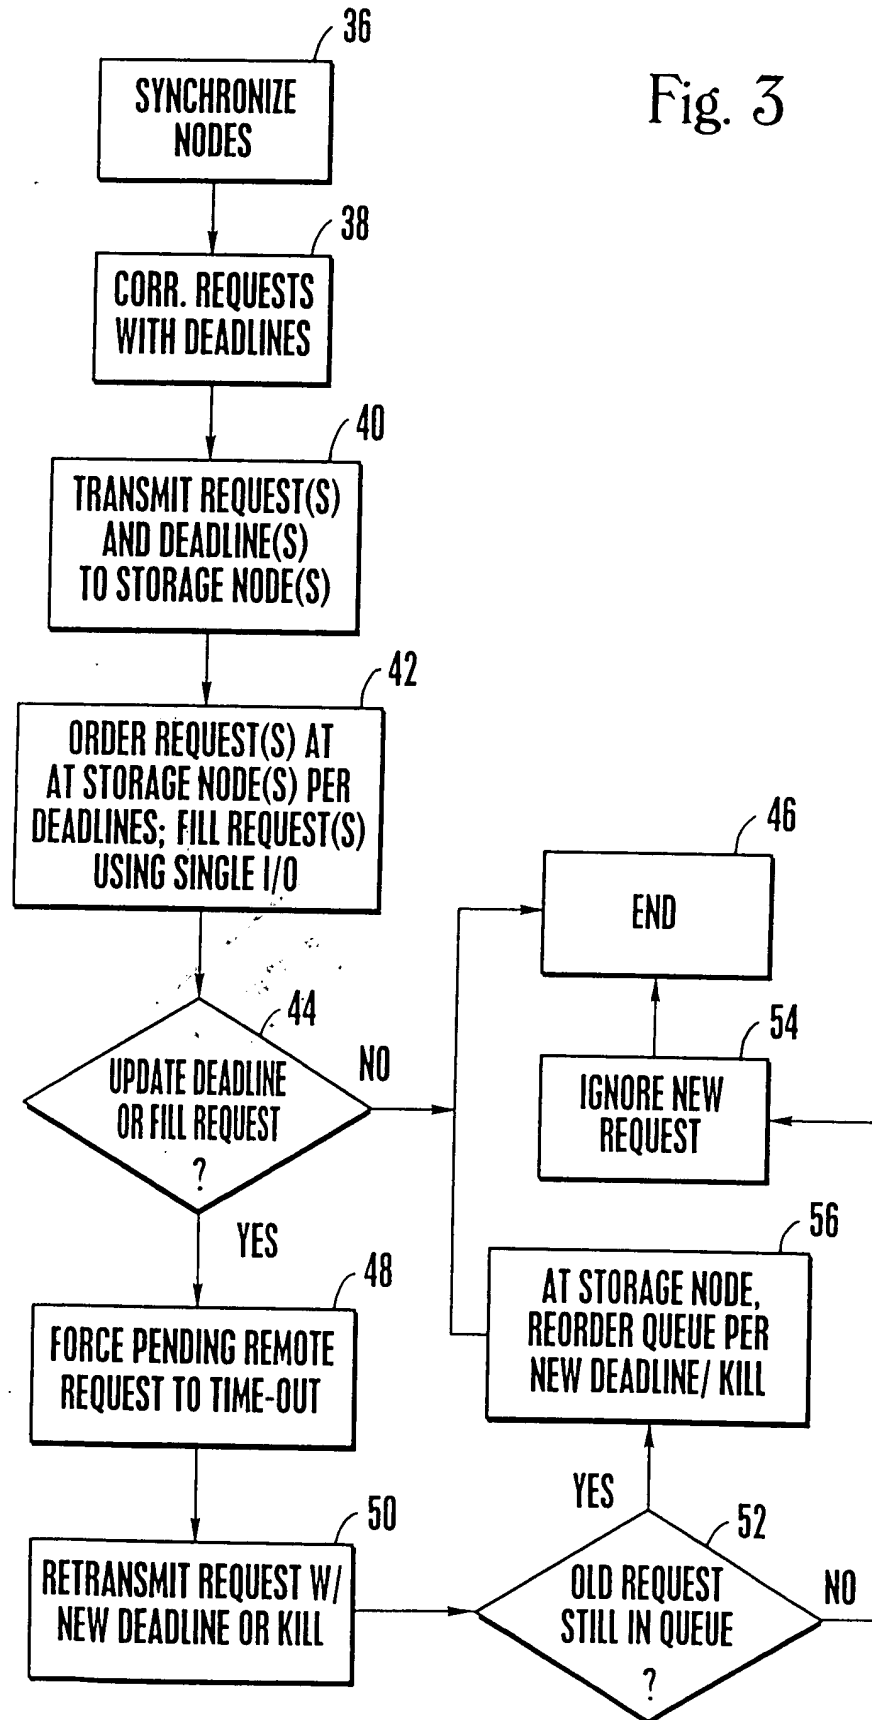 Fig. 3
36
SYNCHRONIZE
NODES
38
CORR. REQUESTS
WITH DEADLINES
40
TRANSMIT REQUEST(S)
AND DEADLINE(S)
TO STORAGE NODE(S)
42
ORDER REQUEST(S) AT
AT STORAGE NODE(S) PER
DEADLINES; FILL REQUEST(S)
USING SINGLE I/O
44
UPDATE DEADLINE
OR FILL REQUEST
?
NO
YES
46
END
54
IGNORE NEW
REQUEST
56
AT STORAGE NODE,
REORDER QUEUE PER
NEW DEADLINE/ KILL
48
FORCE PENDING REMOTE
REQUEST TO TIME-OUT
50
RETRANSMIT REQUEST W/
NEW DEADLINE OR KILL
YES
52
OLD REQUEST
STILL IN QUEUE
?
NO